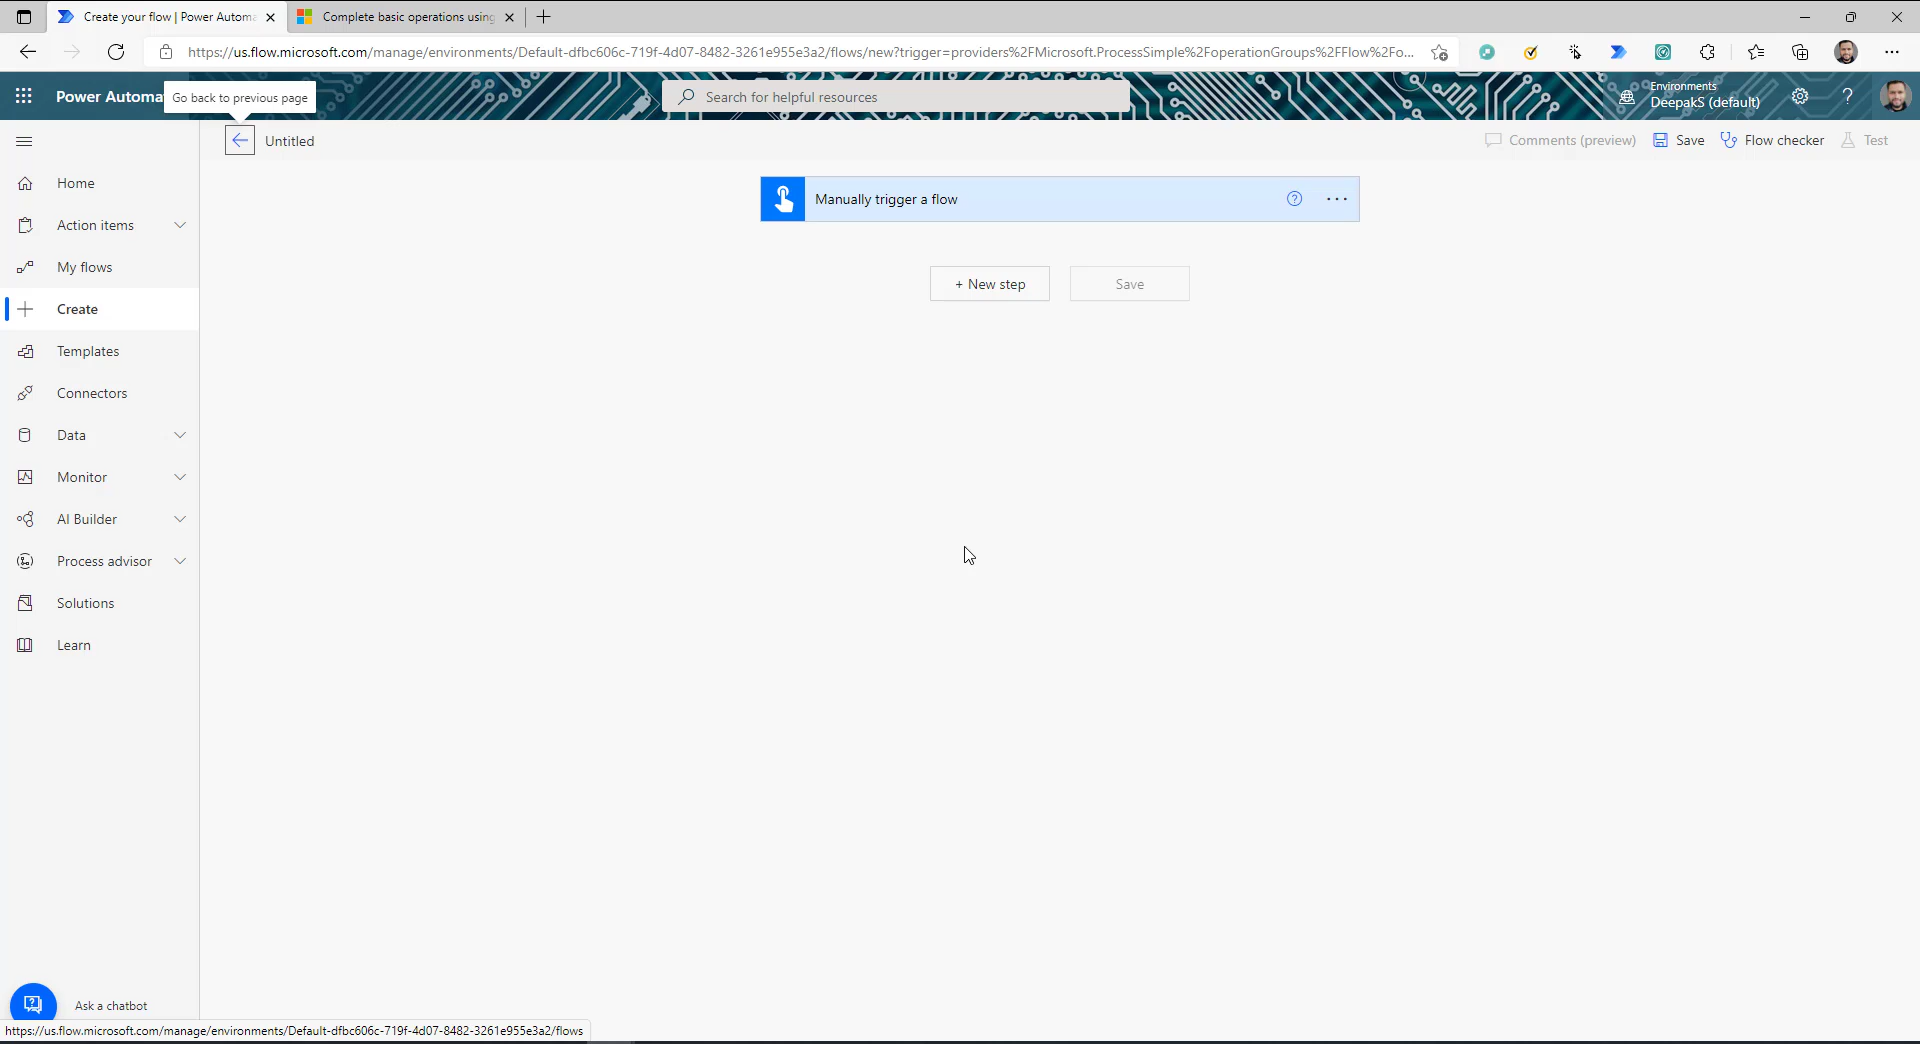 Create your flow | Power Automa
Complete basic operations using
https://us.flow.microsoft.com/manage/environments/Default-dfbc606c-719f-4d07-8482-3261e955e3a2/flows/new?trigger=providers%2FMicrosoft.ProcessSimple%2FoperationGroups%2FFlow%2Fo...
Power Automa
Go back to previous page
Search for helpful resources
Environments
DeepakS (default)
Untitled
Comments (preview)
Save
Flow checker
Test
Home
Action items
My flows
Create
Templates
Connectors
Data
Monitor
AI Builder
Process advisor
Solutions
Learn
Manually trigger a flow
+ New step
Save
Ask a chatbot
https://us.flow.microsoft.com/manage/environments/Default-dfbc606c-719f-4d07-8482-3261e955e3a2/flows